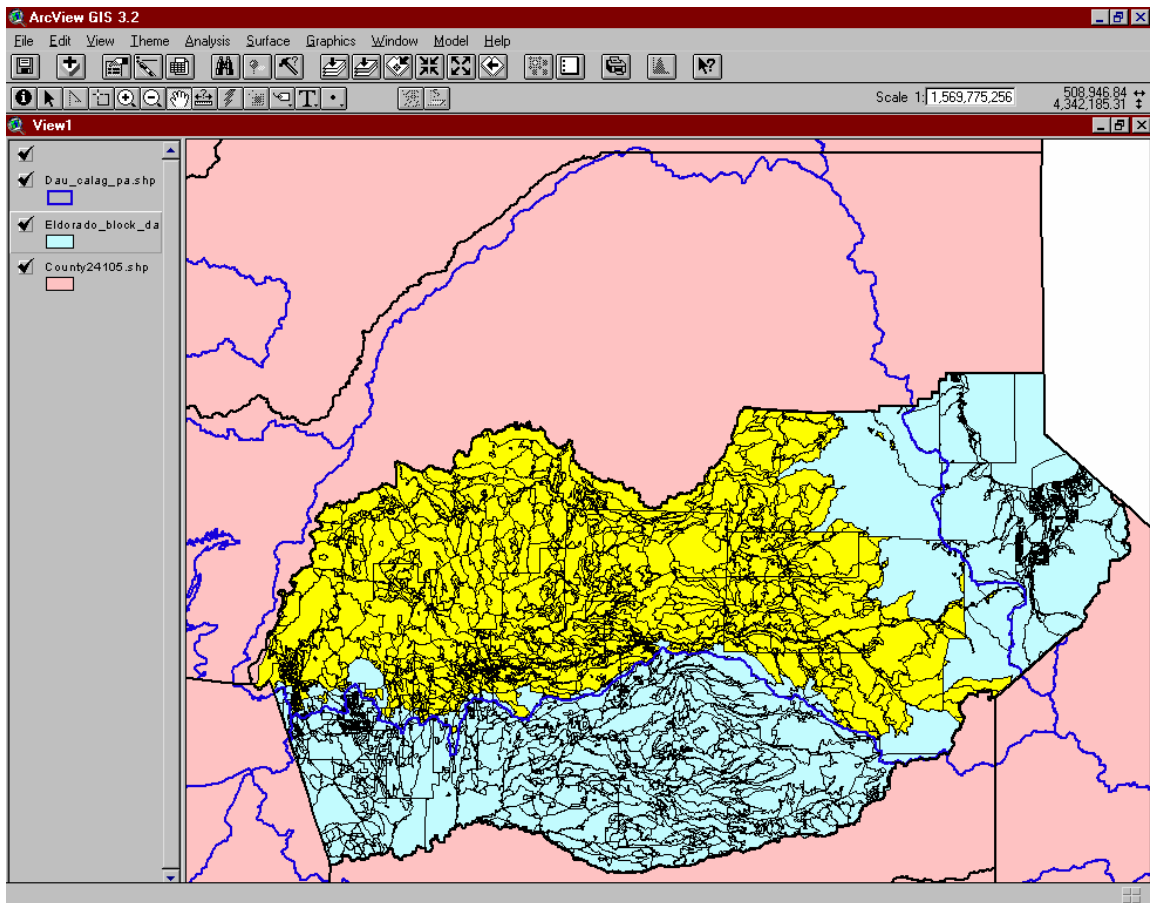 ArcView GIS 3.2
File Edit View Theme Analysis Surface Graphics Window Model Help
Scale 1: 1,569,775,256
508,946.84
4,342,185.31
View1
Dau_calag_pa.shp
Eldorado_block_da
County24105.shp